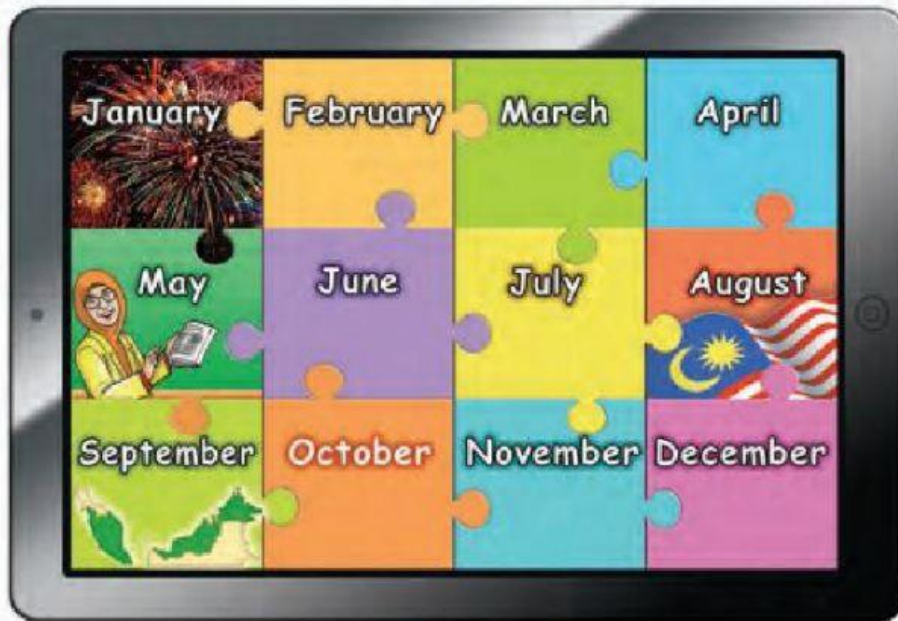 January February March April
May June July August
September October November December